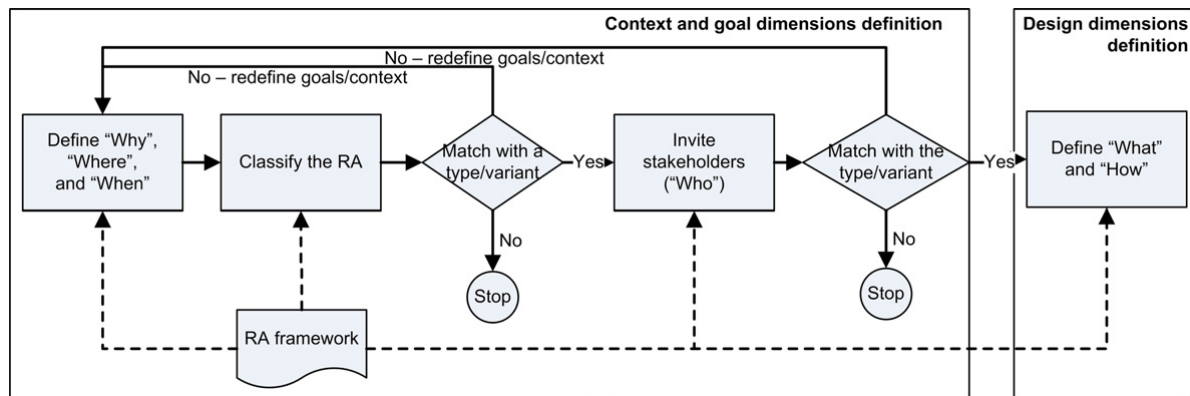 Context and goal dimensions definition
Design dimensions
definition
No – redefine goals/context
No – redefine goals/context
Define “Why”,
“Where”,
and “When”
Classify the RA
Match with a
type/variant
Yes
Invite
stakeholders
(“Who”)
Match with the
type/variant
Yes
Define “What”
and “How”
No
No
Stop
Stop
RA framework